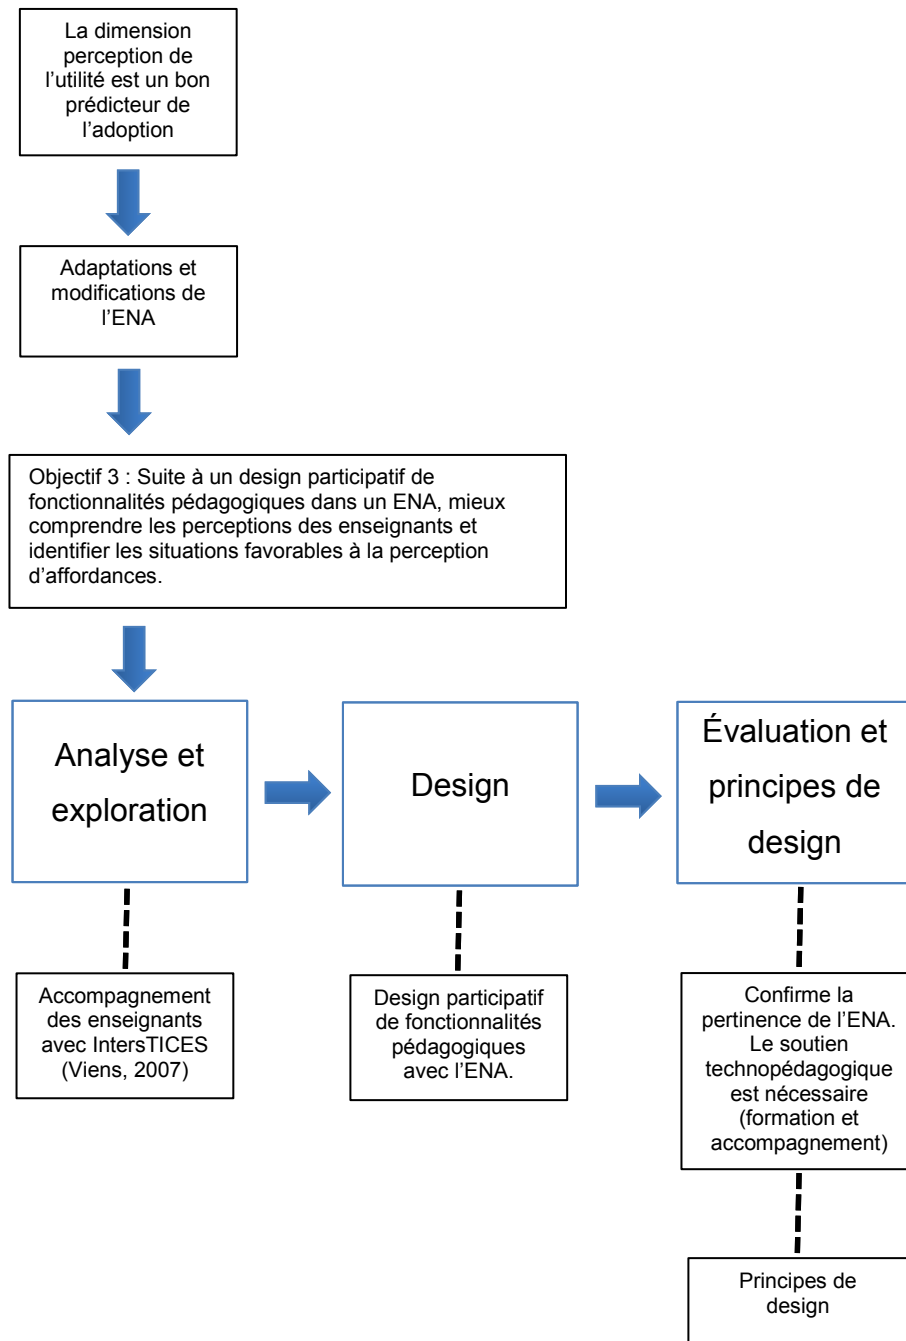 La dimension
perception de
l’utilité est un bon
prédicteur de
l’adoption
Adaptations et
modifications de
l’ENA
Objectif 3 : Suite à un design participatif de
fonctionnalités pédagogiques dans un ENA, mieux
comprendre les perceptions des enseignants et
identifier les situations favorables à la perception
d’affordances.
Analyse et
exploration
Design
Évaluation et
principes de
design
Accompagnement
des enseignants
avec IntersTICES
(Viens, 2007)
Design participatif
de fonctionnalités
pédagogiques
avec l’ENA.
Confirme la
pertinence de l’ENA.
Le soutien
technopédagogique
est nécessaire
(formation et
accompagnement)
Principes de
design